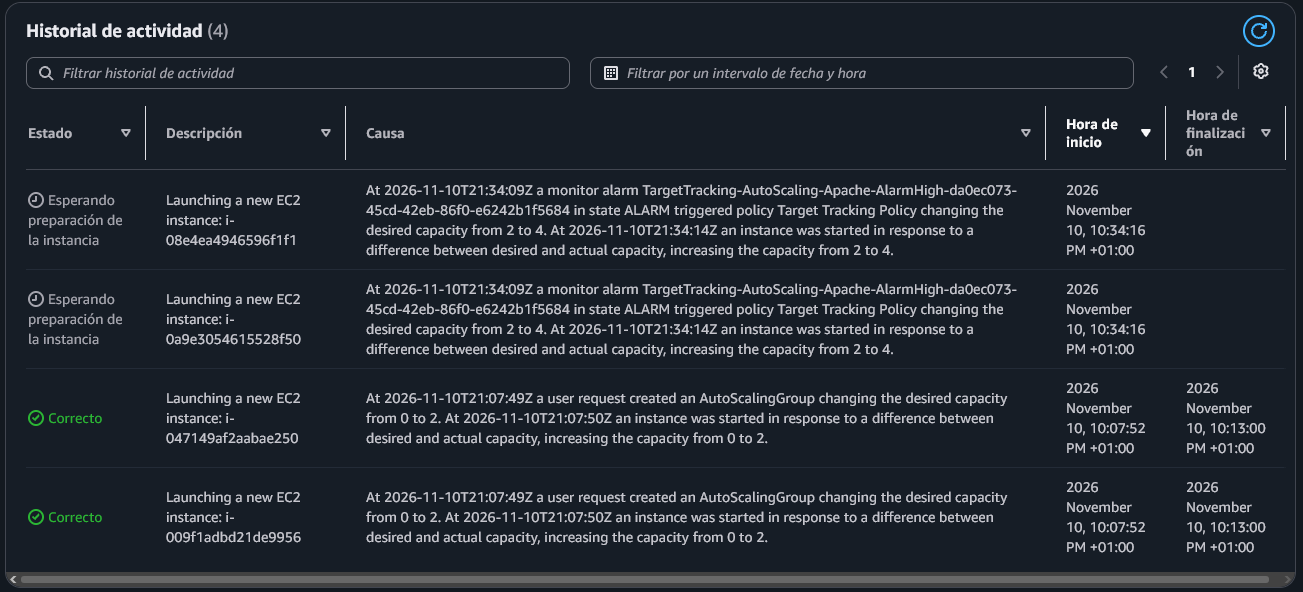 Historial de actividad (4)
Filtrar historial de actividad
Filtrar por un intervalo de fecha y hora
1
Estado
Descripción
Causa
Hora de
inicio
Hora de
finalizaci
ón
Esperando
preparación de
la instancia
Launching a new EC2
instance: i-
08e4ea4946596f1f1
At 2026-11-10T21:34:09Z a monitor alarm TargetTracking-AutoScaling-Apache-AlarmHigh-da0ec073-
45cd-42eb-86f0-e6242b1f5684 in state ALARM triggered policy Target Tracking Policy changing the
desired capacity from 2 to 4. At 2026-11-10T21:34:14Z an instance was started in response to a
difference between desired and actual capacity, increasing the capacity from 2 to 4.
2026
November
10, 10:34:16
PM +01:00
Esperando
preparación de
la instancia
Launching a new EC2
instance: i-
0a9e3054615528f50
At 2026-11-10T21:34:09Z a monitor alarm TargetTracking-AutoScaling-Apache-AlarmHigh-da0ec073-
45cd-42eb-86f0-e6242b1f5684 in state ALARM triggered policy Target Tracking Policy changing the
desired capacity from 2 to 4. At 2026-11-10T21:34:14Z an instance was started in response to a
difference between desired and actual capacity, increasing the capacity from 2 to 4.
2026
November
10, 10:34:16
PM +01:00
Correcto
Launching a new EC2
instance: i-
047149af2aabae250
At 2026-11-10T21:07:49Z a user request created an AutoScalingGroup changing the desired capacity
from 0 to 2. At 2026-11-10T21:07:50Z an instance was started in response to a difference between
desired and actual capacity, increasing the capacity from 0 to 2.
2026
November
10, 10:07:52
PM +01:00
2026
November
10, 10:13:00
PM +01:00
Correcto
Launching a new EC2
instance: i-
009f1adbd21de9956
At 2026-11-10T21:07:49Z a user request created an AutoScalingGroup changing the desired capacity
from 0 to 2. At 2026-11-10T21:07:50Z an instance was started in response to a difference between
desired and actual capacity, increasing the capacity from 0 to 2.
2026
November
10, 10:07:52
PM +01:00
2026
November
10, 10:13:00
PM +01:00